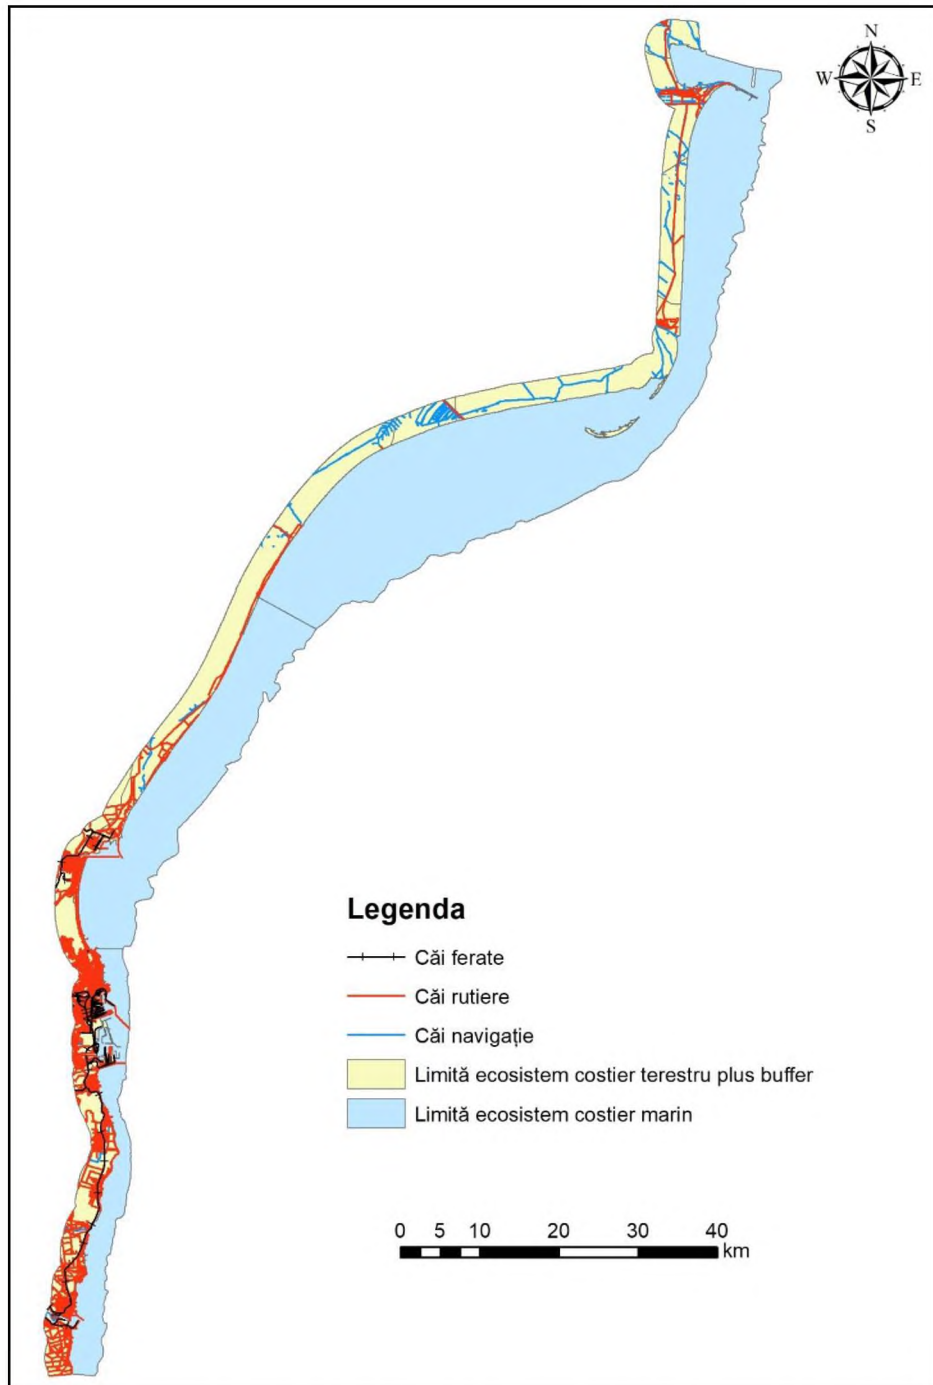 N
W E
S
Legenda
Căi ferate
Căi rutiere
Căi navigație
Limită ecosistem costier terestru plus buffer
Limită ecosistem costier marin
0 5 10 20 30 40
km